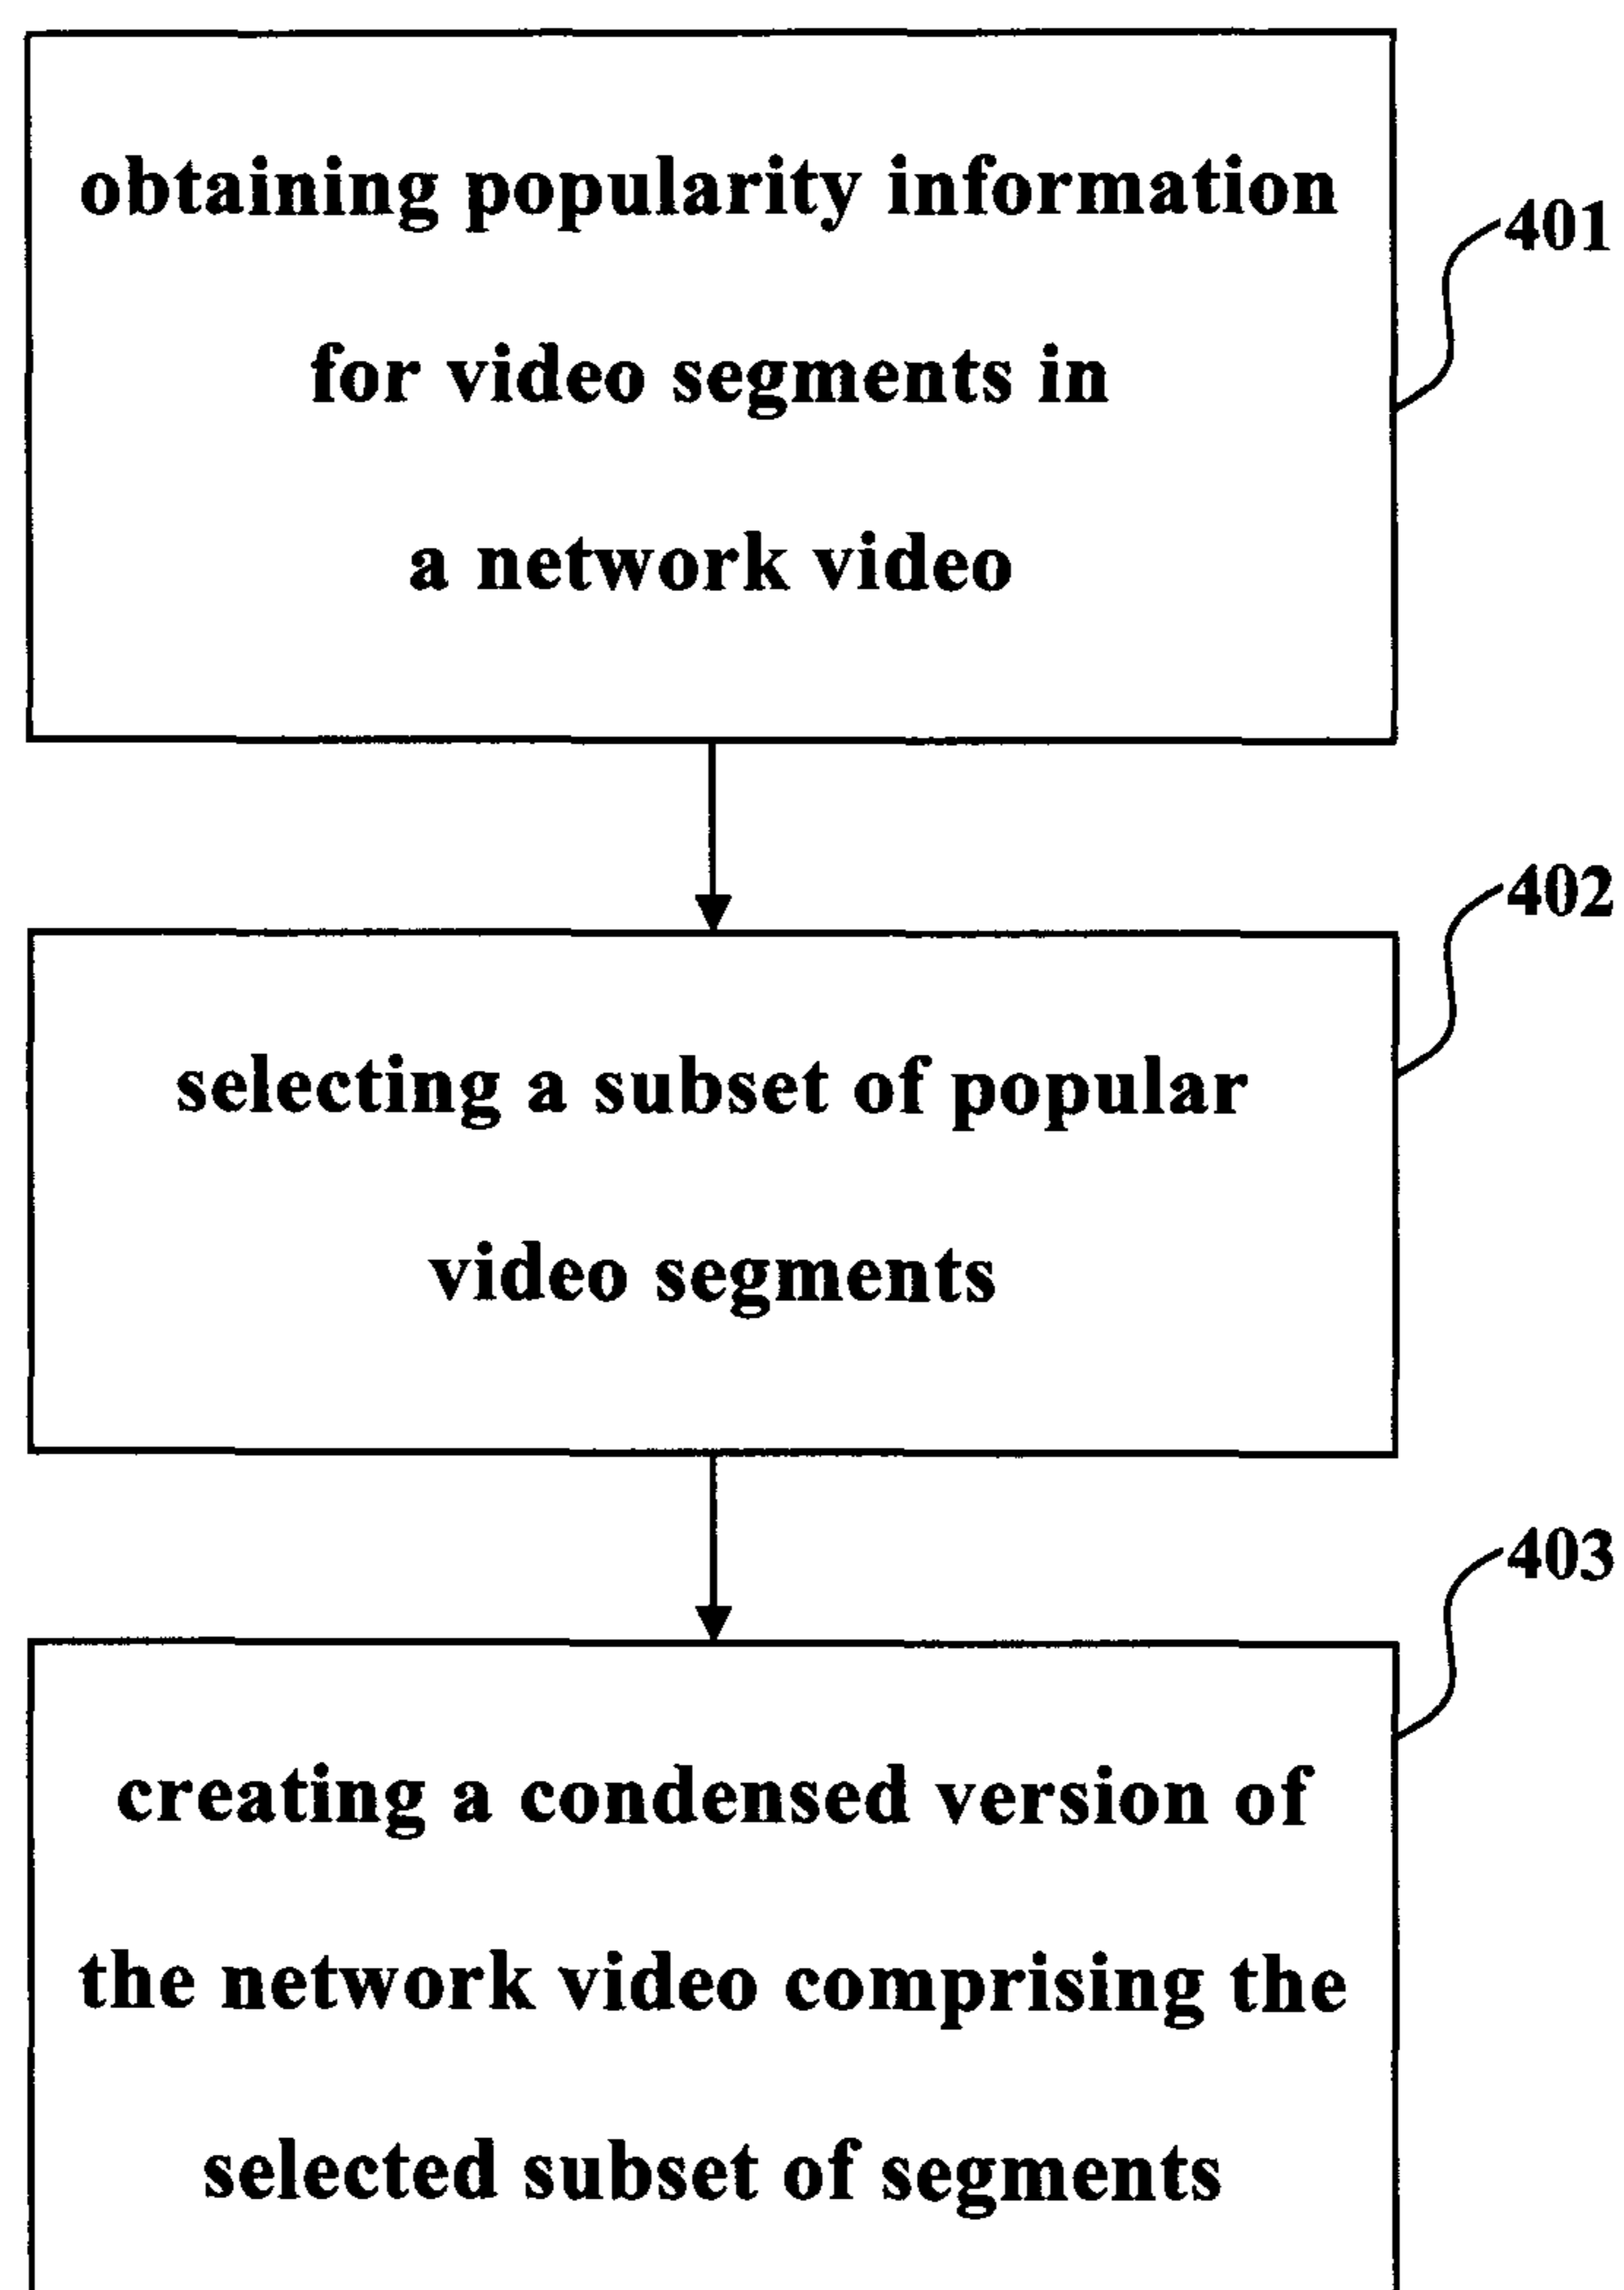 obtaining popularity information
401
for video segments in
a network video
402
selecting a subset of popular
video segments
403
creating a condensed version of
the network video comprising the
selected subset of segments